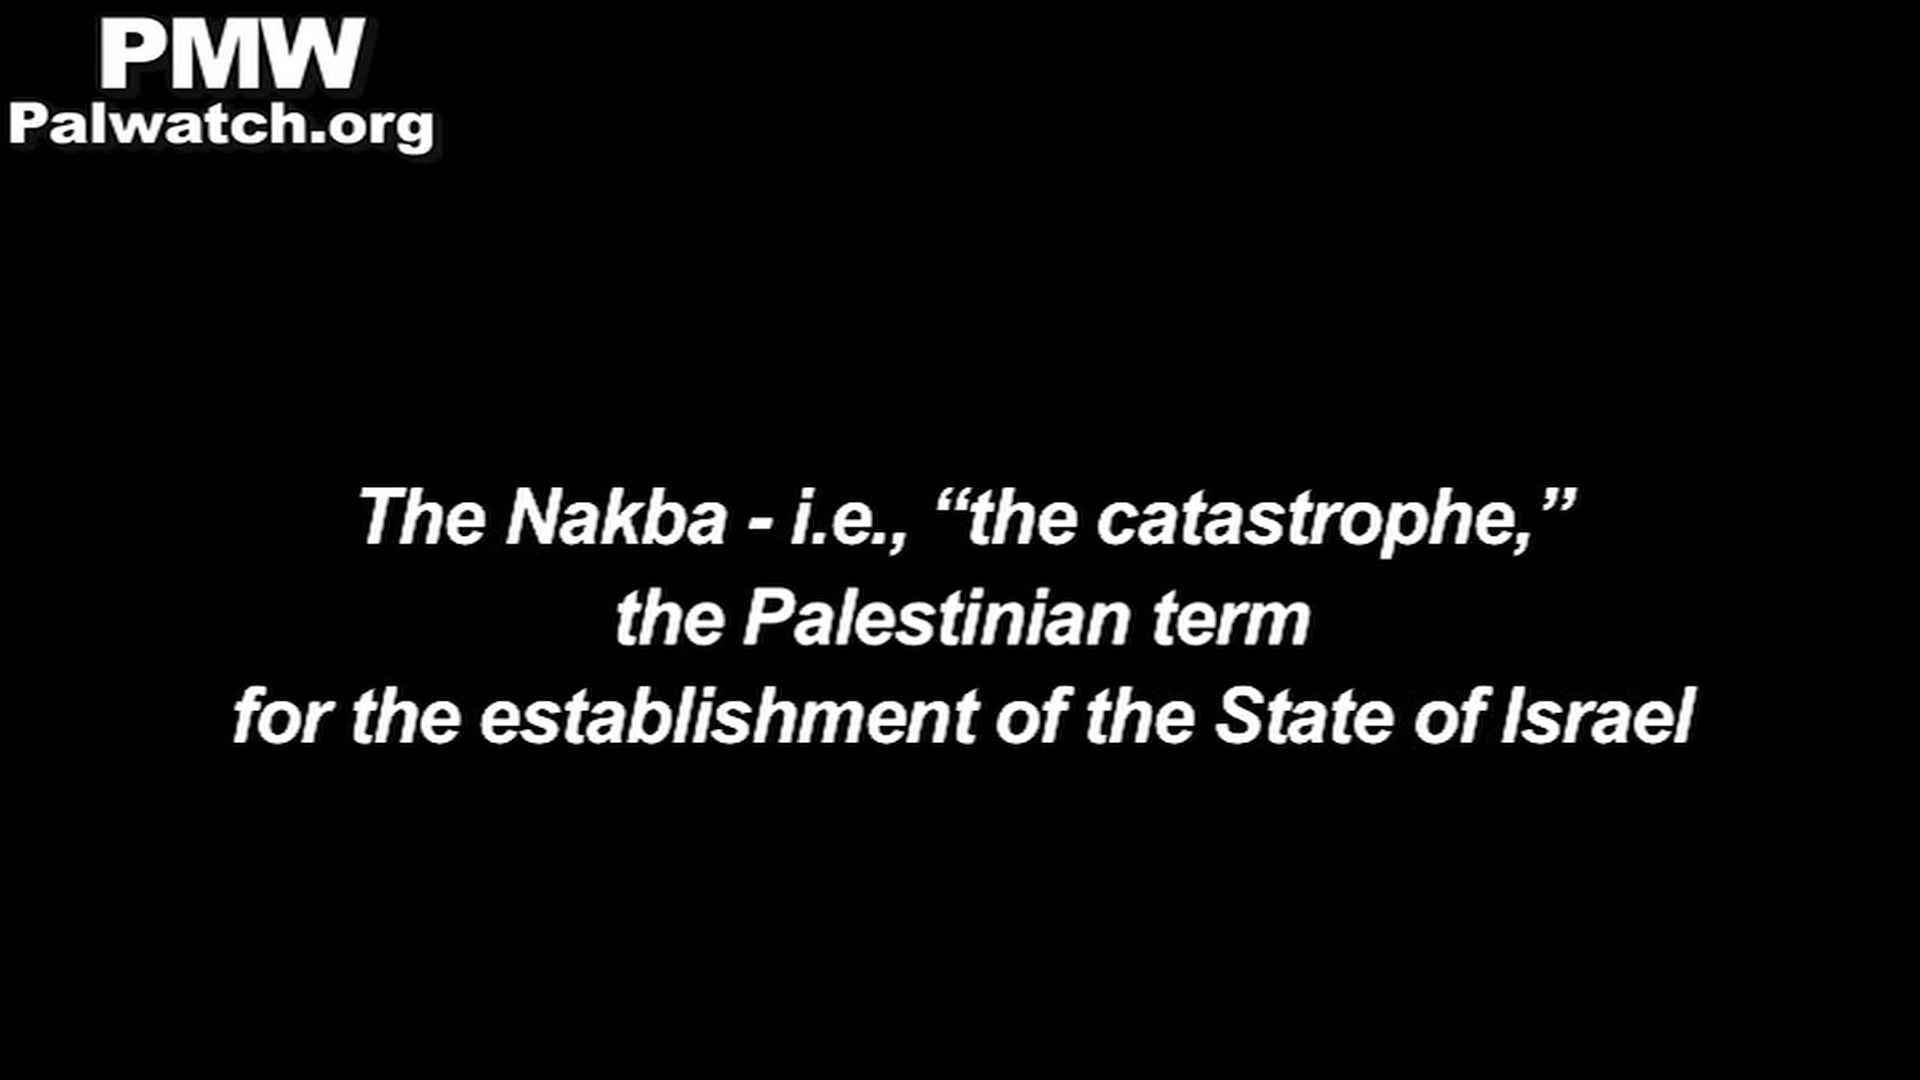 PMW
Palwatch.org
The Nakba - i.e., “the catastrophe,”
the Palestinian term
for the establishment of the State of Israel